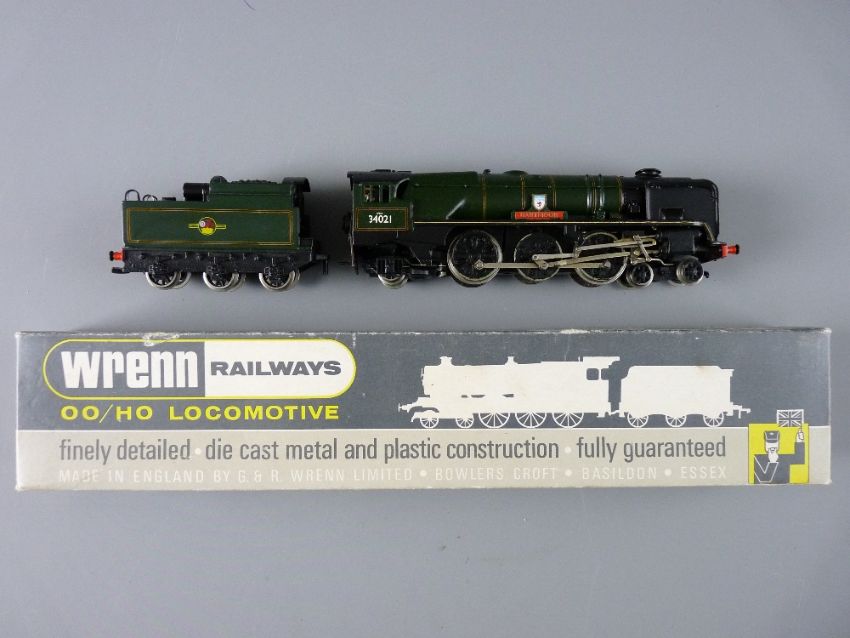 34021
DARTMOOR
Wrenn RAILWAYS
OO/HO LOCOMOTIVE
finely detailed · die cast metal and plastic construction · fully guaranteed
MADE IN ENGLAND BY G. & R. WRENN LIMITED • BOWLERS CROFT • BASILDON • ESSEX